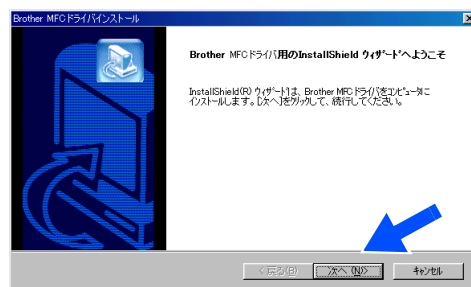 Brother MFCドライバインストール
Brother MFCドライバ用のInstallShield ウィザードへようこそ
InstallShield(R) ウィザードは、Brother MFCドライバをコンピュータに
インストールします。[次へ]をクリックして、続行してください。
< 戻る(B)
次へ (N)>
キャンセル